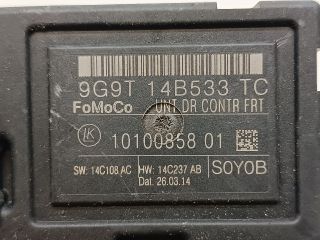 9G9T 14B533 TC
FoMoCo UNT DR CONTR FRT
LK 10100858 01
SW: 14C108 AC HW: 14C237 AB S0Y0B
Dat. 26.03.14